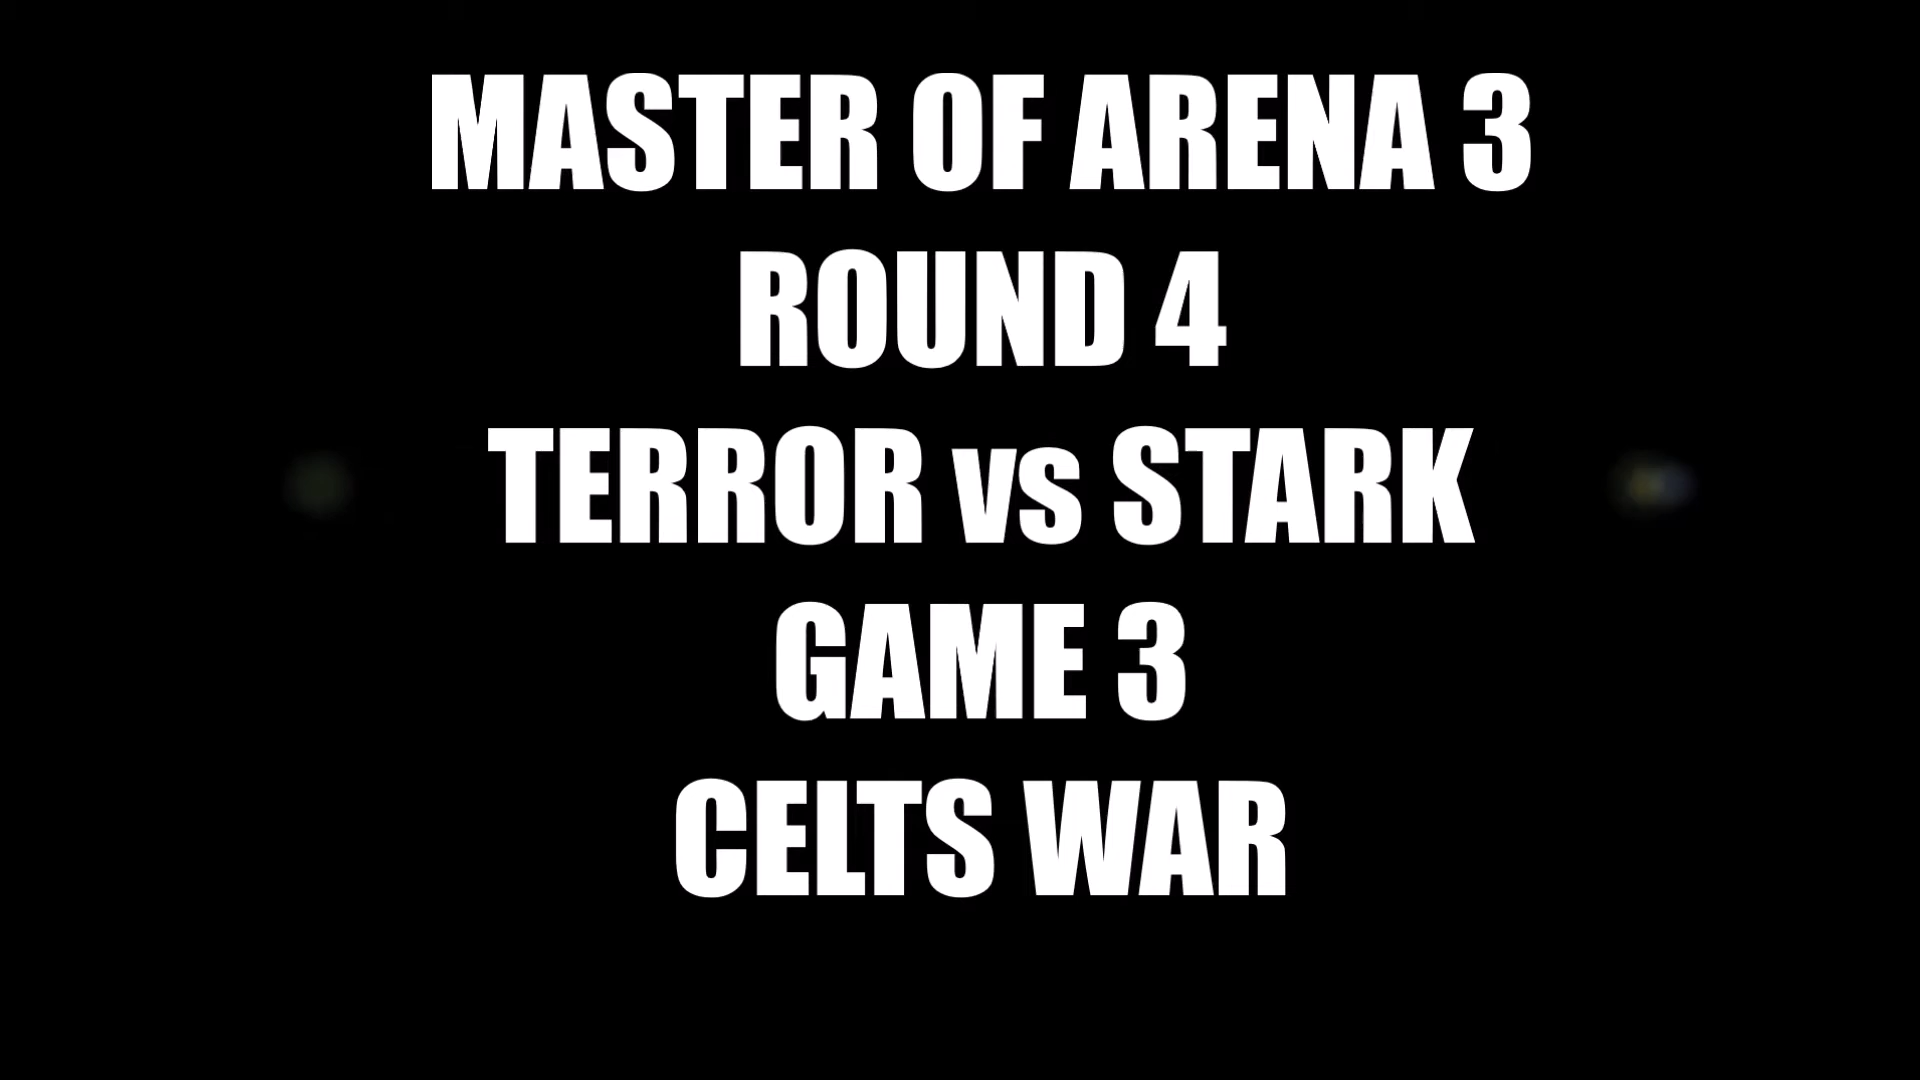 MASTER OF ARENA 3
ROUND 4
TERROR vs STARK
GAME 3
CELTS WAR